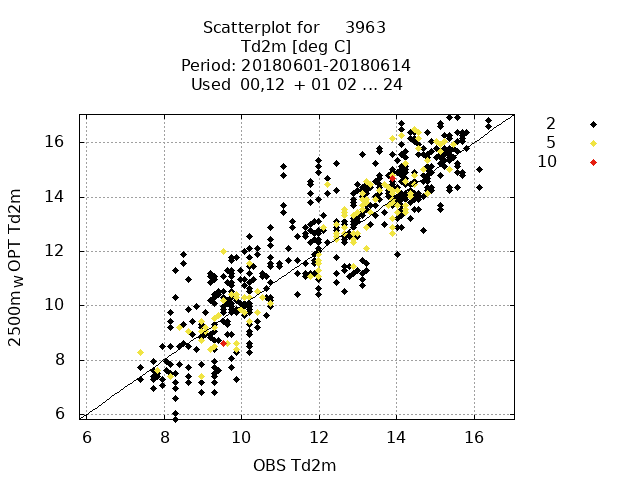 Scatterplot for 3963
Td2m [deg C]
Period: 20180601-20180614
Used 00,12 + 01 02 ... 24
2
5
10
16
14
12
10
8
6
2500m_W OPT Td2m
6 8 10 12 14 16
OBS Td2m